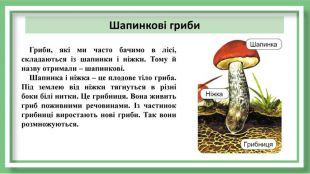 Шапинкові гриби
Гриби, які ми часто бачимо в лісі,
складаються із шапинки і ніжки. Тому й
назву отримали – шапинкові.
Шапинка і ніжка – це плодове тіло гриба.
Під землею від ніжки тягнуться в різні
боки білі нитки. Це грибниця. Вона живить
гриб поживними речовинами. Із частинок
грибниці виростають нові гриби. Так вони
розмножуються.
Шапинка
Ніжка
Грибниця